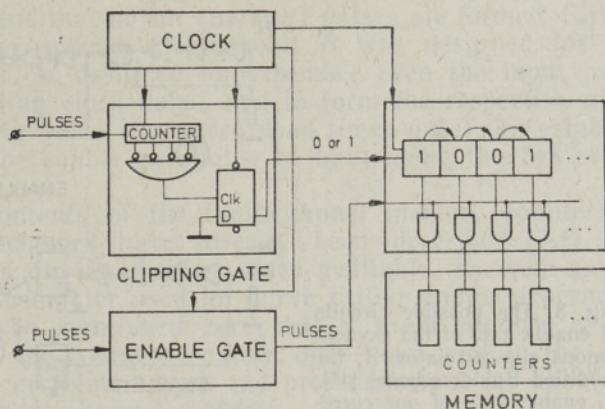 CLOCK
PULSES
COUNTER
0 or 1
1 0 0 1 ...
Clk
D
CLIPPING GATE
PULSES
ENABLE GATE
PULSES
...
COUNTERS
MEMORY